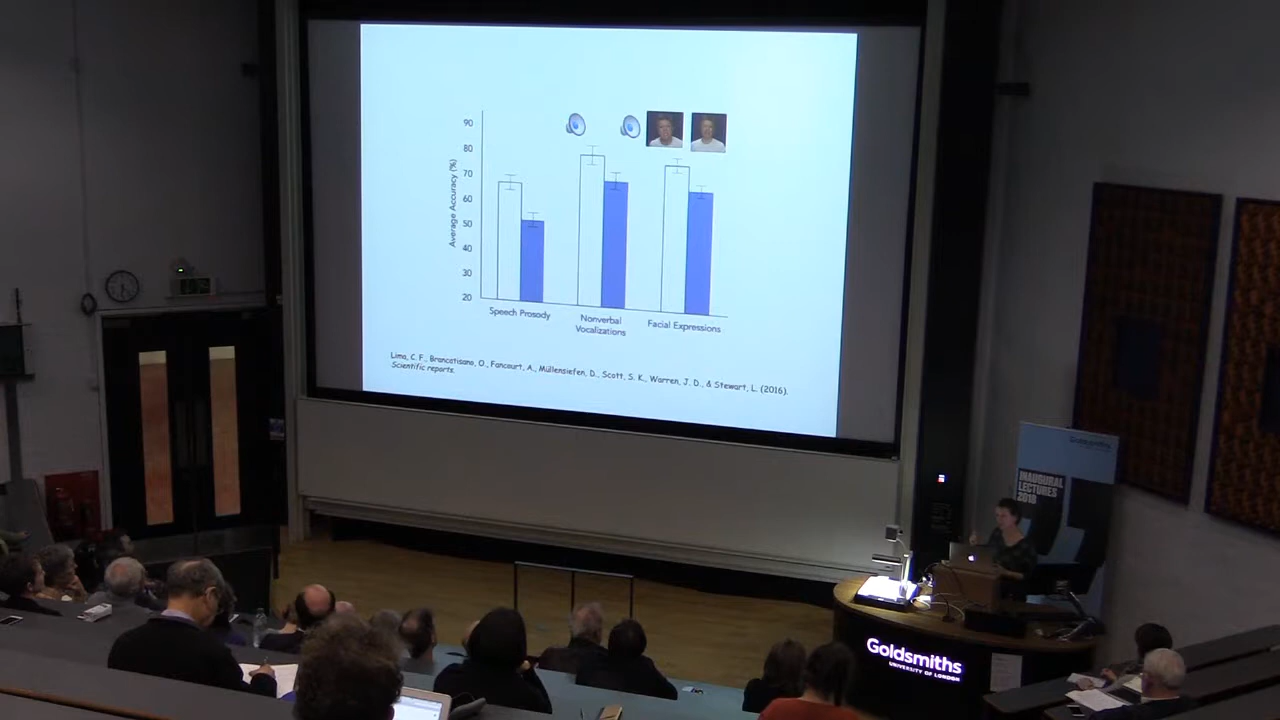 90
80
70
60
50
40
30
20
Average Accuracy (%)
Speech Prosody
Nonverbal
Vocalizations
Facial Expressions
Lima, C. F., Brancatisano, O., Fancourt, A., Müllensiefen, D., Scott, S. K., Warren, J. D., & Stewart, L. (2016).
Scientific reports.
Goldsmiths
INAUGURAL
LECTURES
2018
Goldsmiths
UNIVERSITY OF LONDON